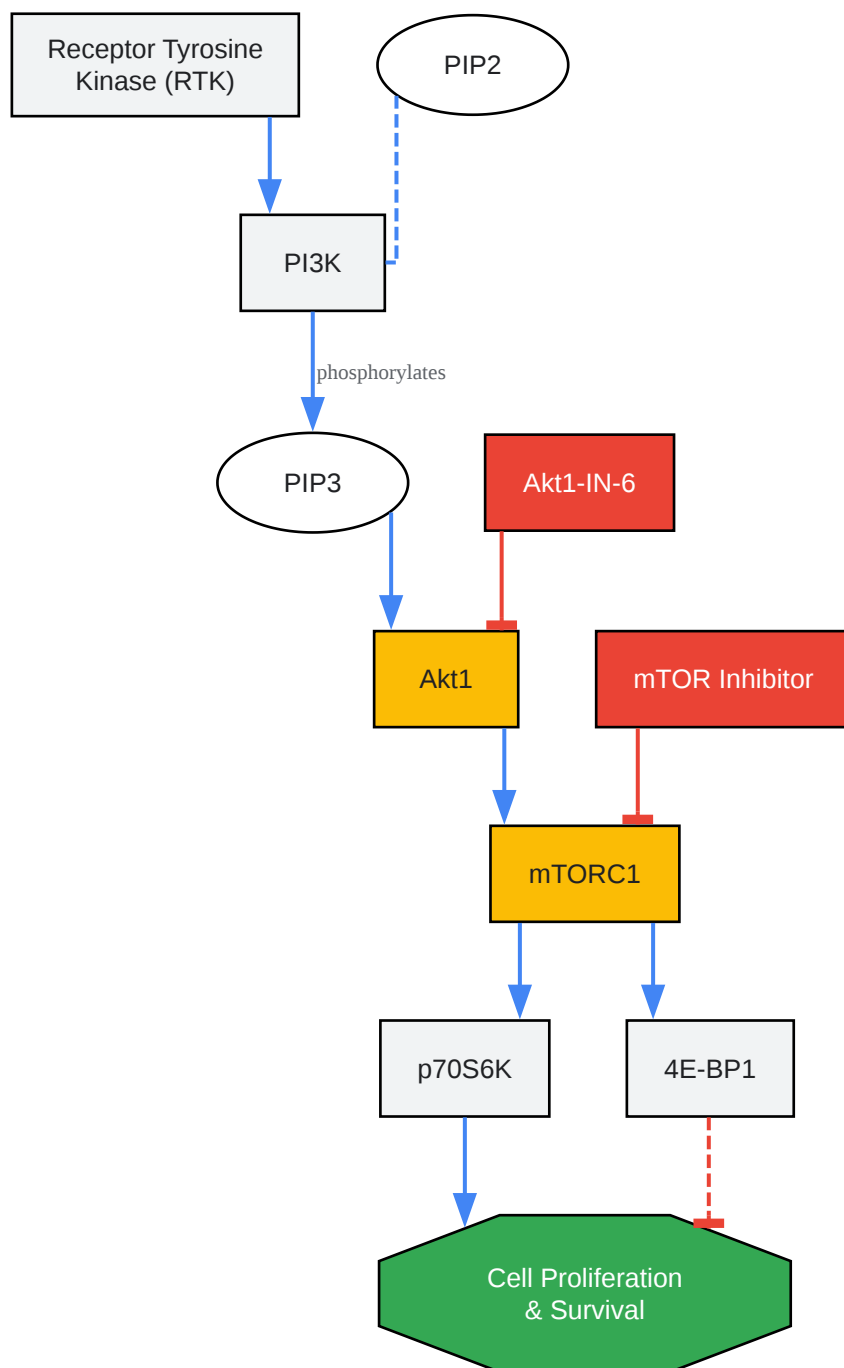 Receptor Tyrosine
Kinase (RTK)
PIP2
PI3K
phosphorylates
PIP3
Akt1-IN-6
Akt1
mTOR Inhibitor
mTORC1
p70S6K
4E-BP1
Cell Proliferation
& Survival